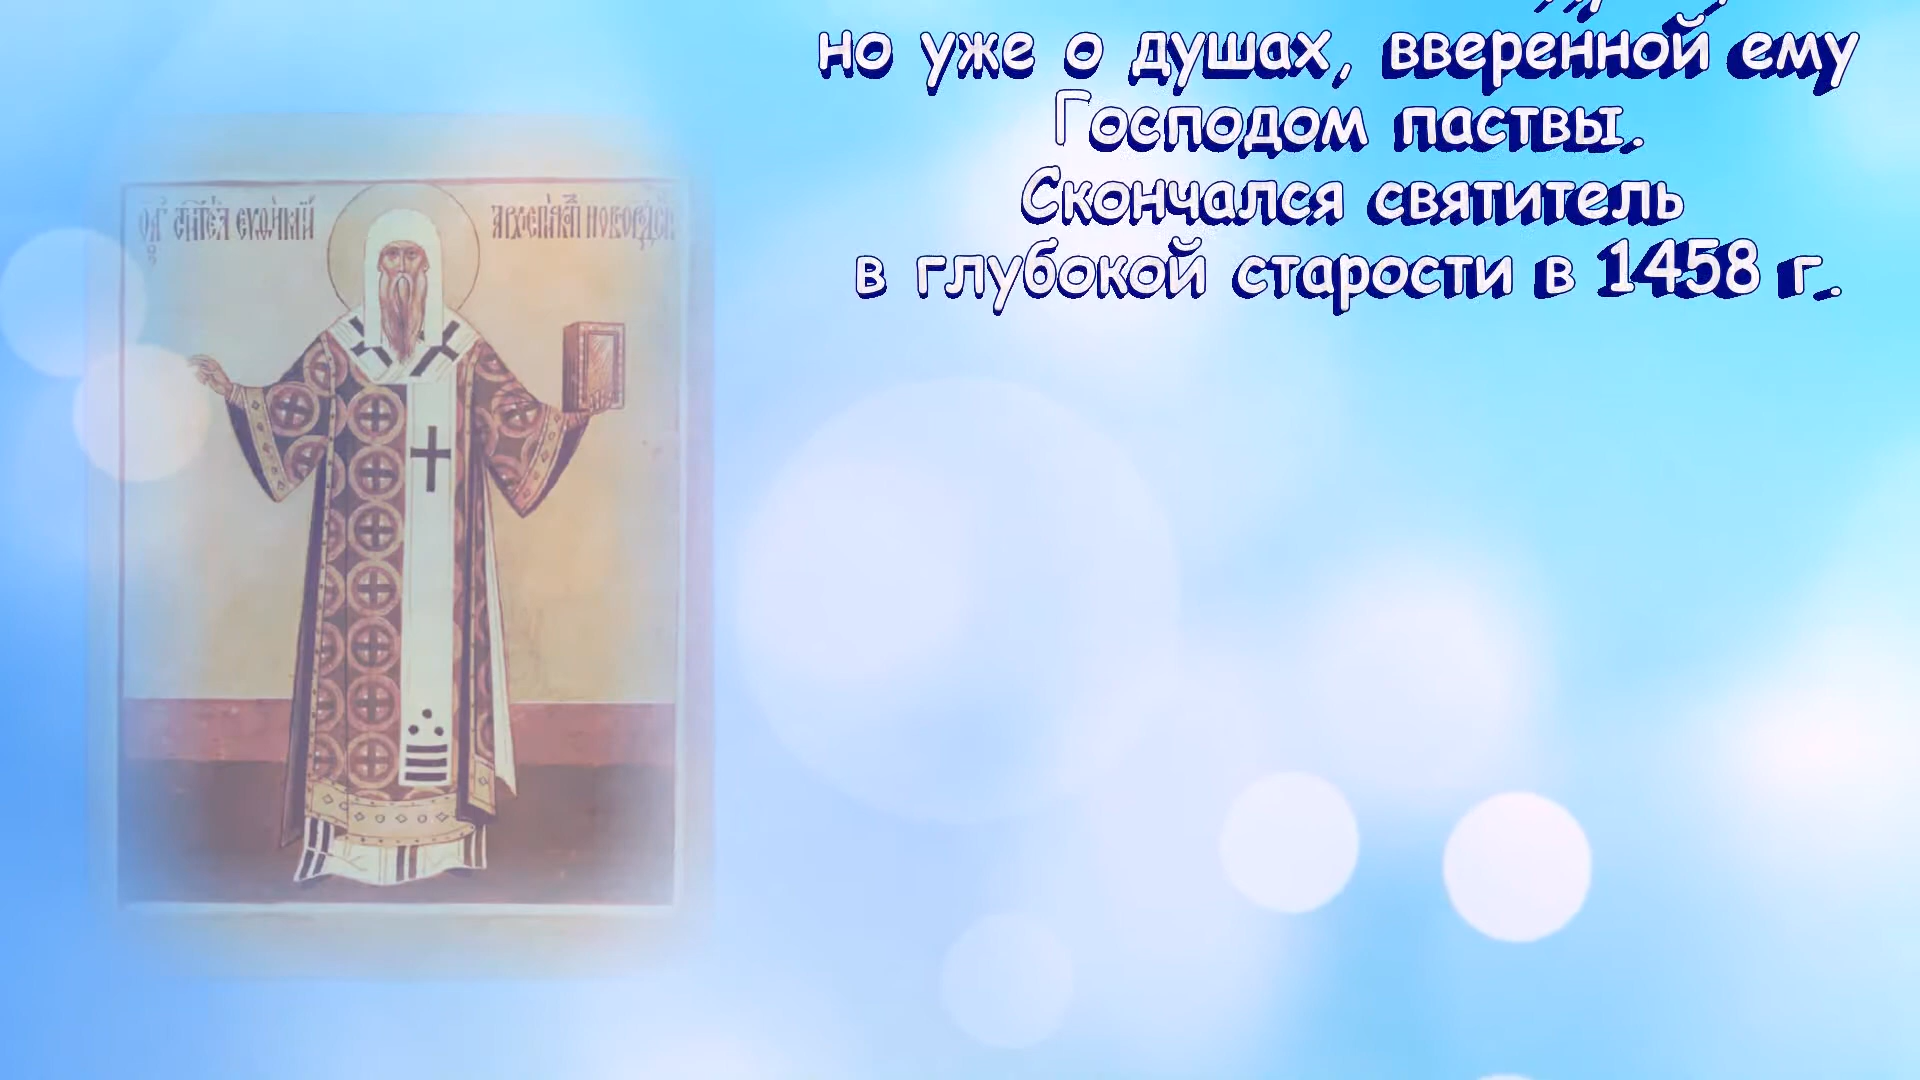 но уже о душах, вверенной ему
Господом паствы.
Скончался святитель
в глубокой старости в 1458 г.